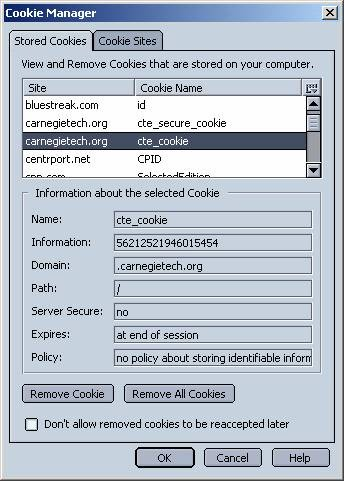 Cookie Manager
Stored Cookies Cookie Sites
View and Remove Cookies that are stored on your computer.
Site Cookie Name
bluestreak.com id
carnegietech.org cte_secure_cookie
carnegietech.org cte_cookie
centrport.net CPID
cnn.com SelectedEdition
Information about the selected Cookie
Name: cte_cookie
Information: 56212521946015454
Domain: .carnegietech.org
Path: /
Server Secure: no
Expires: at end of session
Policy: no policy about storing identifiable inform
Remove Cookie Remove All Cookies
Don't allow removed cookies to be reaccepted later
OK Cancel Help